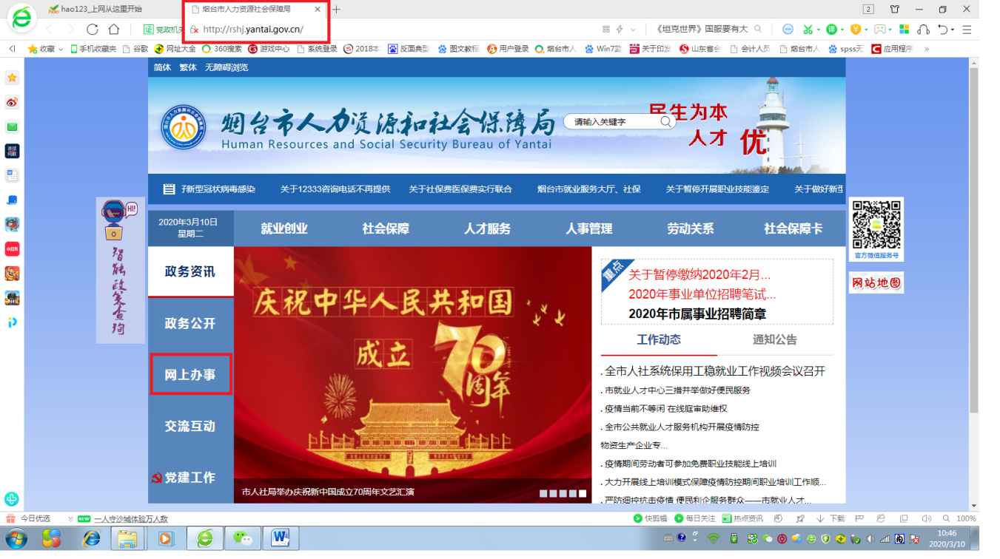 hao123_上网从这里开始
烟台市人力资源社会保障局
2
证 党政机关
http://rshj.yantai.gov.cn/
《坦克世界》国服要有大
收藏
手机收藏夹
谷歌
网址大全
360搜索
游戏中心
系统登录
2018本
反面典型
图文教程
用户登录
烟台市人
Win7蓝
关于印发
山东省会
会计人员
烟台市人
spss无
应用程序
简体 繁体 无障碍浏览
烟台市人力资源和社会保障局
Human Resources and Social Security Bureau of Yantai
请输入关键字
民生为本
人才 优
孑新型冠状病毒感染
关于12333咨询电话不再提供
关于社保费医保费实行联合
烟台市就业服务大厅、社保
关于暂停开展职业技能鉴定
关于做好新型
2020年3月10日
星期二
就业创业
社会保障
人才服务
人事管理
劳动关系
社会保障卡
HI!
智能政策查询
政务资讯
政务公开
网上办事
交流互动
党建工作
庆祝中华人民共和国
成立
70周年
市人社局举办庆祝新中国成立70周年文艺汇演
重点
关于暂停缴纳2020年2月...
2020年事业单位招聘笔试...
2020年市属事业招聘简章
工作动态
通知公告
. 全市人社系统保用工稳就业工作视频会议召开
. 市就业人才中心三措并举做好便民服务
. 疫情当前不等闲 在线庭审助维权
. 全市公共就业人才服务机构开展疫情防控
物资生产企业专...
. 疫情期间劳动者可参加免费职业技能线上培训
. 大力开展线上培训模式保障疫情防控期间职业培训工作顺...
. 严防细控抗击疫情 便民利企服务群众——市就业人才...
官方微信服务号
网站地图
今日优选
NEW 一人守沙城体验万人敌
快剪辑
每日关注
热点资讯
下载
100%
10:46
2020/3/10